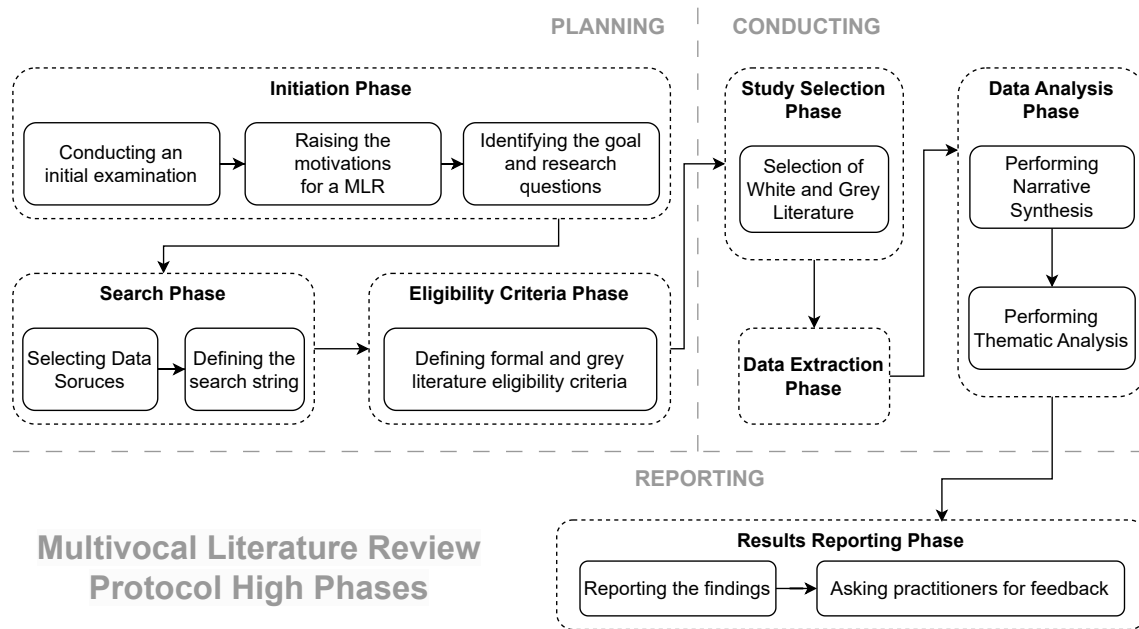 PLANNING
Initiation Phase
Conducting an
initial examination
Raising the
motivations
for a MLR
Identifying the goal
and research
questions
Search Phase
Selecting Data
Soruces
Defining the
search string
Eligibility Criteria Phase
Defining formal and grey
literature eligibility criteria
CONDUCTING
Study Selection
Phase
Selection of
White and Grey
Literature
Data Extraction
Phase
Data Analysis
Phase
Performing
Narrative
Synthesis
Performing
Thematic Analysis
REPORTING
Results Reporting Phase
Reporting the findings
Asking practitioners for feedback
Multivocal Literature Review
Protocol High Phases